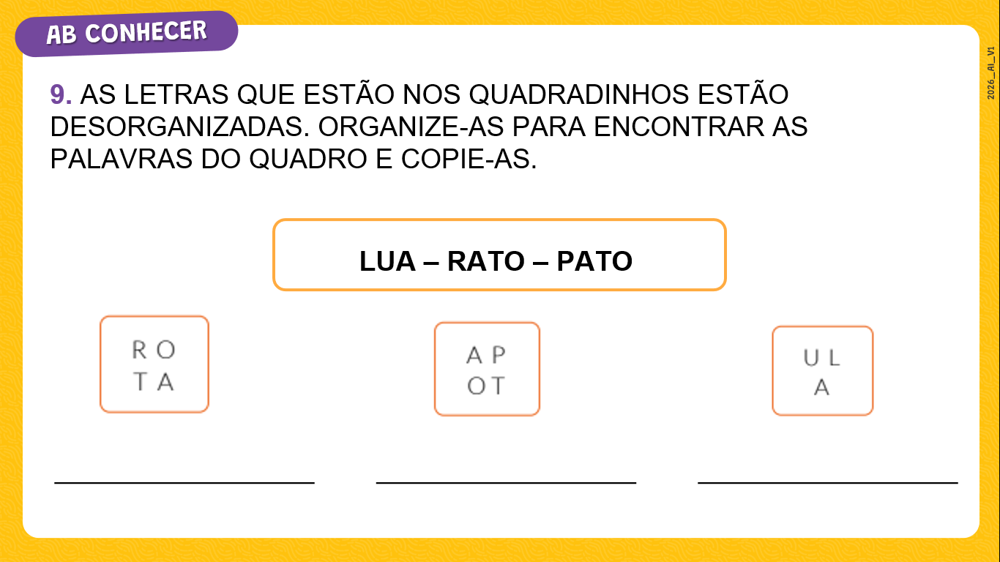 AB CONHECER
2026_AI_V1
9. AS LETRAS QUE ESTÃO NOS QUADRADINHOS ESTÃO
DESORGANIZADAS. ORGANIZE-AS PARA ENCONTRAR AS
PALAVRAS DO QUADRO E COPIE-AS.
LUA – RATO – PATO
R O
T A
A P
O T
U L
A